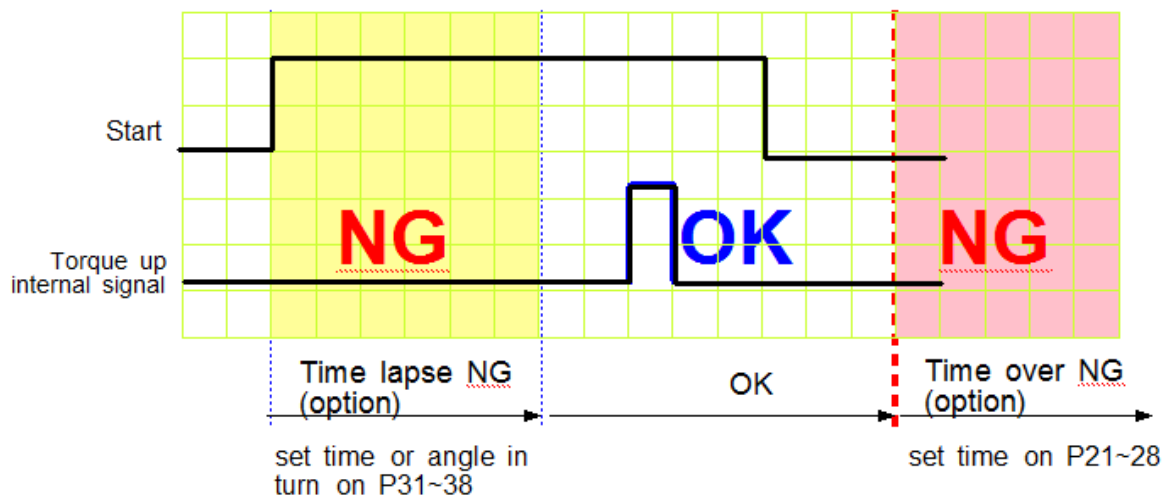 Start
NG
OK
NG
Torque up
internal signal
Time lapse NG
(option)
OK
Time over NG
(option)
set time or angle in
turn on P31~38
set time on P21~28